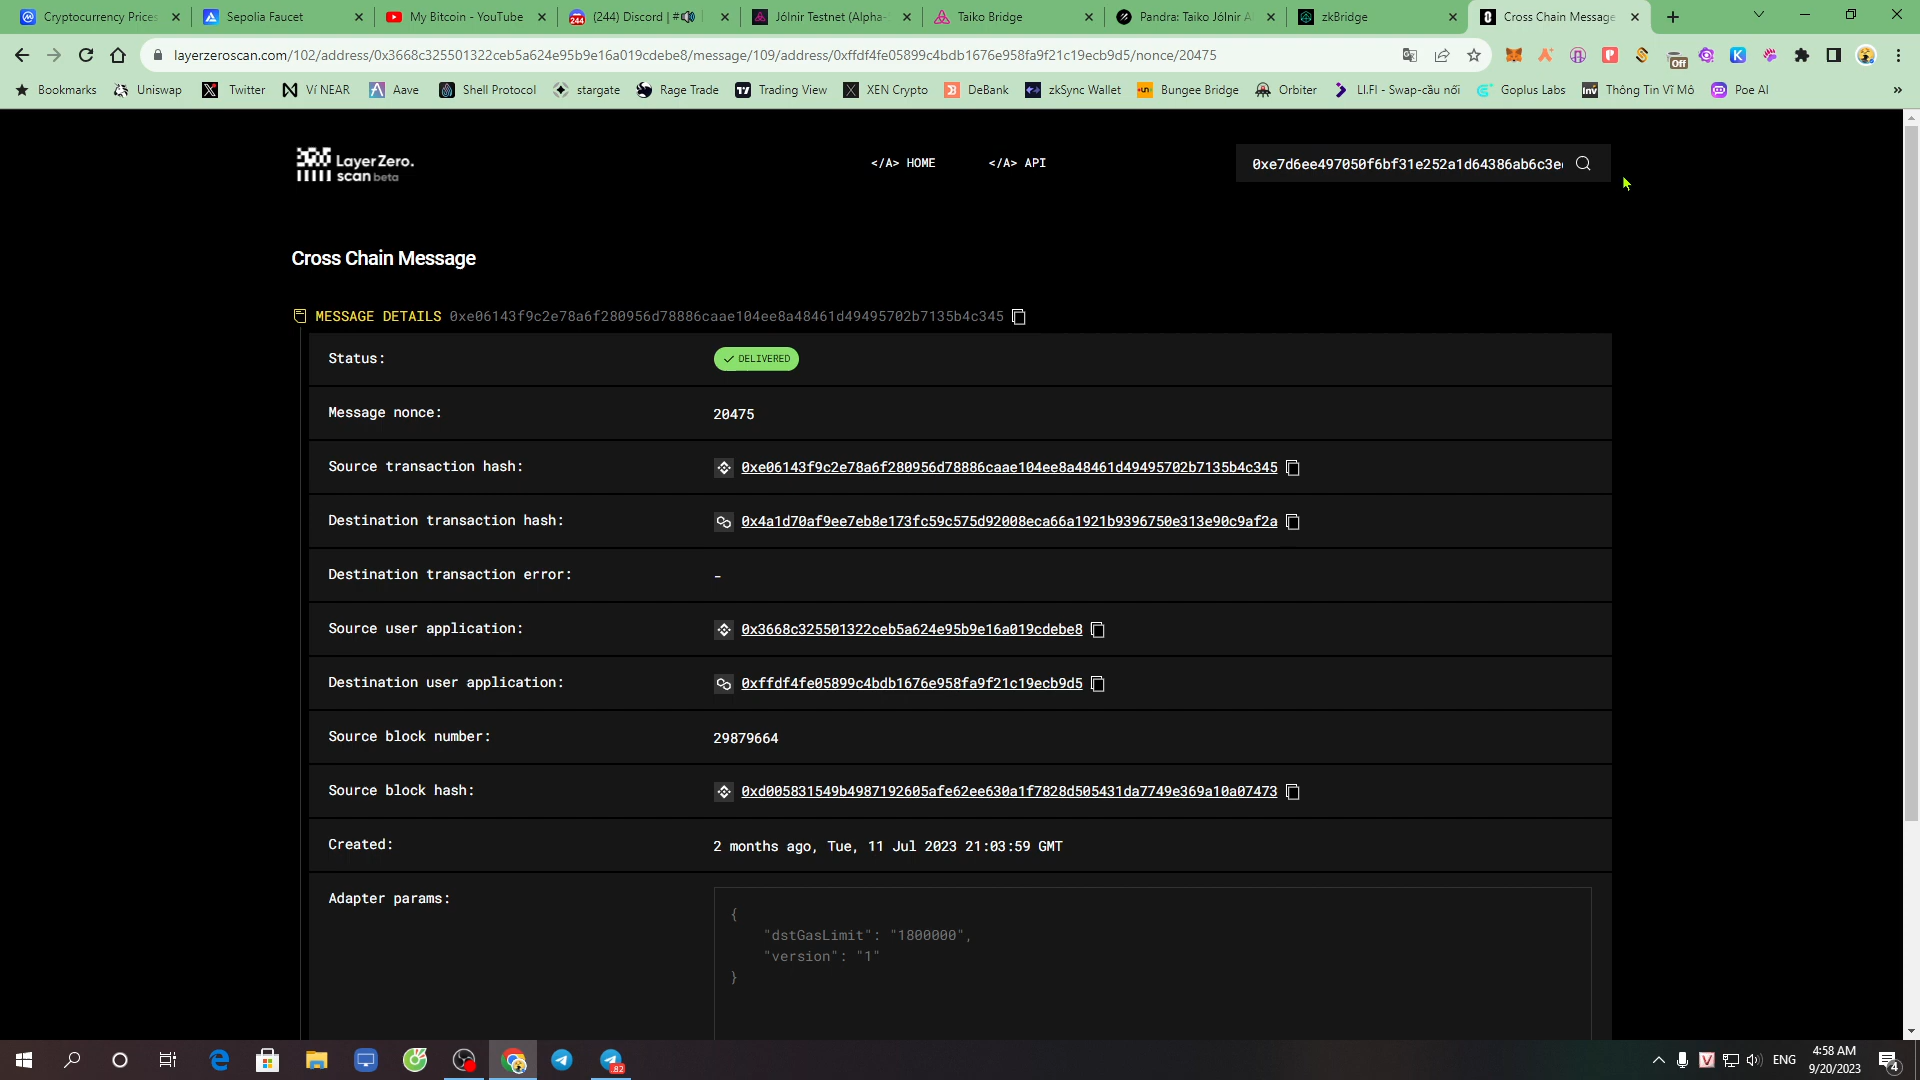 Cryptocurrency Prices
Sepolia Faucet
My Bitcoin - YouTube
(244) Discord | #
Jólnir Testnet (Alpha-
Taiko Bridge
Pandra: Taiko Jólnir A
zkBridge
Cross Chain Message
layerzeroscan.com/102/address/0x3668c325501322ceb5a624e95b9e16a019cdebe8/message/109/address/0xffdf4fe05899c4bdb1676e958fa9f21c19ecb9d5/nonce/20475
Off
Bookmarks
Uniswap
Twitter
Ví NEAR
Aave
Shell Protocol
stargate
Rage Trade
Trading View
XEN Crypto
DeBank
zkSync Wallet
Bungee Bridge
Orbiter
LI.FI - Swap-cầu nối
Goplus Labs
Thông Tin Vĩ Mô
Poe AI
LayerZero.
scan beta
</A> HOME
</A> API
0xe7d6ee497050f6bf31e252a1d64386ab6c3e
Cross Chain Message
MESSAGE DETAILS 0xe06143f9c2e78a6f280956d78886caae104ee8a48461d49495702b7135b4c345
Status:
DELIVERED
Message nonce:
20475
Source transaction hash:
0xe06143f9c2e78a6f280956d78886caae104ee8a48461d49495702b7135b4c345
Destination transaction hash:
0x4a1d70af9ee7eb8e173fc59c575d92008eca66a1921b9396750e313e90c9af2a
Destination transaction error:
-
Source user application:
0x3668c325501322ceb5a624e95b9e16a019cdebe8
Destination user application:
0xffdf4fe05899c4bdb1676e958fa9f21c19ecb9d5
Source block number:
29879664
Source block hash:
0xd005831549b4987192605afe62ee630a1f7828d505431da7749e369a10a07473
Created:
2 months ago, Tue, 11 Jul 2023 21:03:59 GMT
Adapter params:
{
"dstGasLimit": "1800000",
"version": "1"
}
82
ENG
4:58 AM
9/20/2023
4